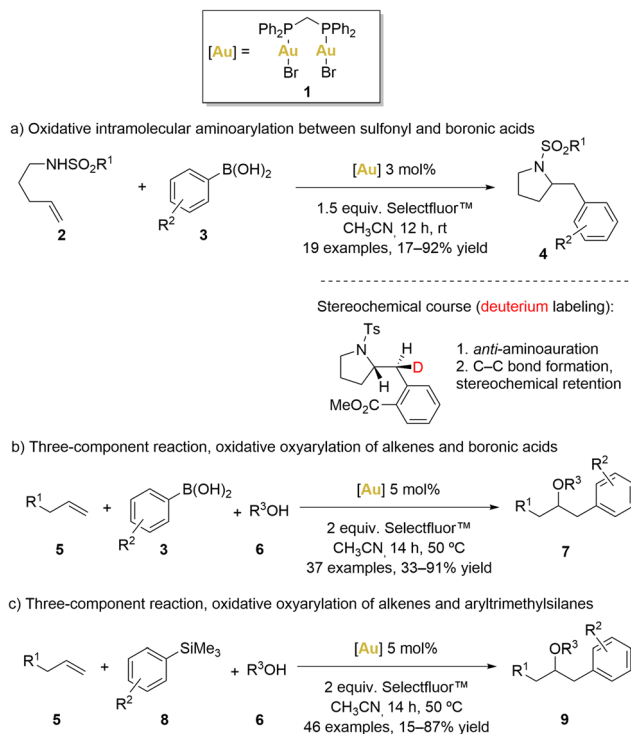 [Au] =
Ph₂P PPh₂
Au Au
Br Br
1
a) Oxidative intramolecular aminoarylation between sulfonyl and boronic acids
NHSO₂R¹
2
+
B(OH)₂
R²
3
[Au] 3 mol%
1.5 equiv. Selectfluor™
CH₃CN, 12 h, rt
19 examples, 17–92% yield
SO₂R¹
N
R²
4
Stereochemical course (deuterium labeling):
Ts
N
H
D
H
MeO₂C
1. anti-aminoauration
2. C–C bond formation,
stereochemical retention
b) Three-component reaction, oxidative oxyarylation of alkenes and boronic acids
R¹
5
+
B(OH)₂
R²
3
+ R³OH
6
[Au] 5 mol%
2 equiv. Selectfluor™
CH₃CN, 14 h, 50 ºC
37 examples, 33–91% yield
R²
OR³
R¹
7
c) Three-component reaction, oxidative oxyarylation of alkenes and aryltrimethylsilanes
R¹
5
+
SiMe₃
R²
8
+ R³OH
6
[Au] 5 mol%
2 equiv. Selectfluor™
CH₃CN, 14 h, 50 ºC
46 examples, 15–87% yield
R²
OR³
R¹
9